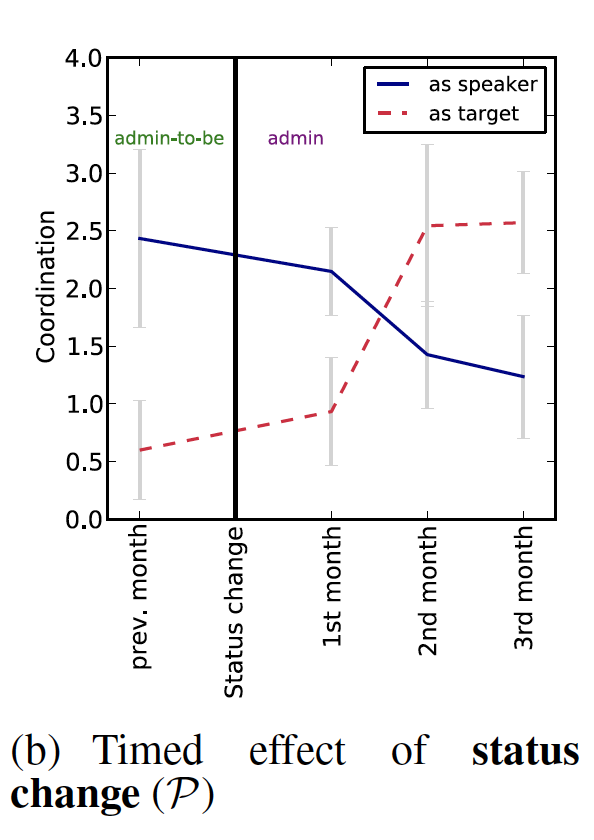 4.0
3.5
3.0
2.5
2.0
1.5
1.0
0.5
0.0
Coordination
as speaker
as target
admin-to-be admin
prev. month
Status change
1st month
2nd month
3rd month
(b) Timed effect of status
change (𝒫)